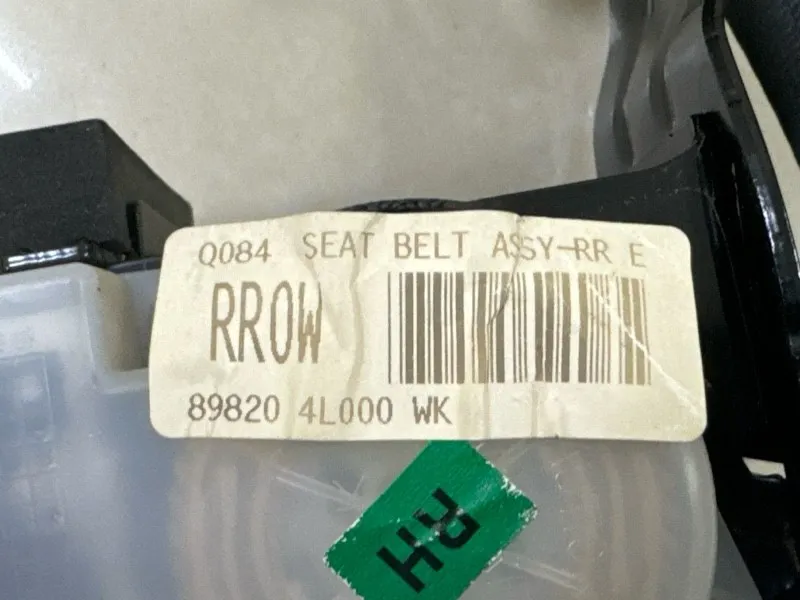 Q084 SEAT BELT ASSY-RR E
RROW
89820 4L000 WK
RH